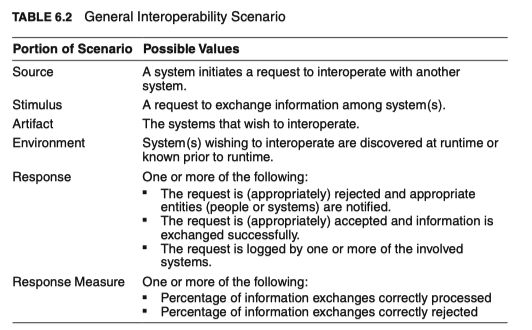 TABLE 6.2 General Interoperability Scenario
Portion of Scenario Possible Values
Source A system initiates a request to interoperate with another
system.
Stimulus A request to exchange information among system(s).
Artifact The systems that wish to interoperate.
Environment System(s) wishing to interoperate are discovered at runtime or
known prior to runtime.
Response One or more of the following:
▪ The request is (appropriately) rejected and appropriate
entities (people or systems) are notified.
▪ The request is (appropriately) accepted and information is
exchanged successfully.
▪ The request is logged by one or more of the involved
systems.
Response Measure One or more of the following:
▪ Percentage of information exchanges correctly processed
▪ Percentage of information exchanges correctly rejected